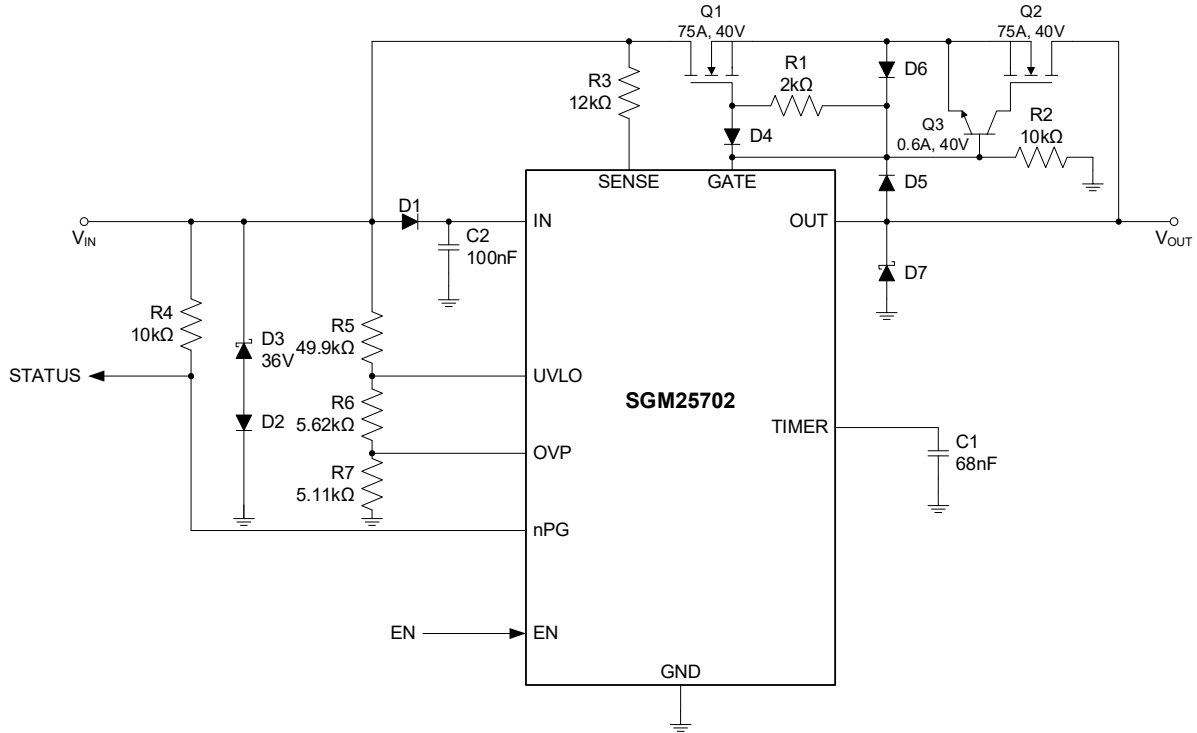 Q1
75A, 40V
Q2
75A, 40V
R3
12kΩ
R1
2kΩ
D6
D4
Q3
0.6A, 40V
R2
10kΩ
SENSE
GATE
D5
D1
IN
OUT
VIN
VOUT
C2
100nF
D7
R4
10kΩ
D3
36V
R5
49.9kΩ
STATUS
UVLO
SGM25702
D2
R6
5.62kΩ
TIMER
OVP
C1
68nF
R7
5.11kΩ
nPG
EN
EN
GND